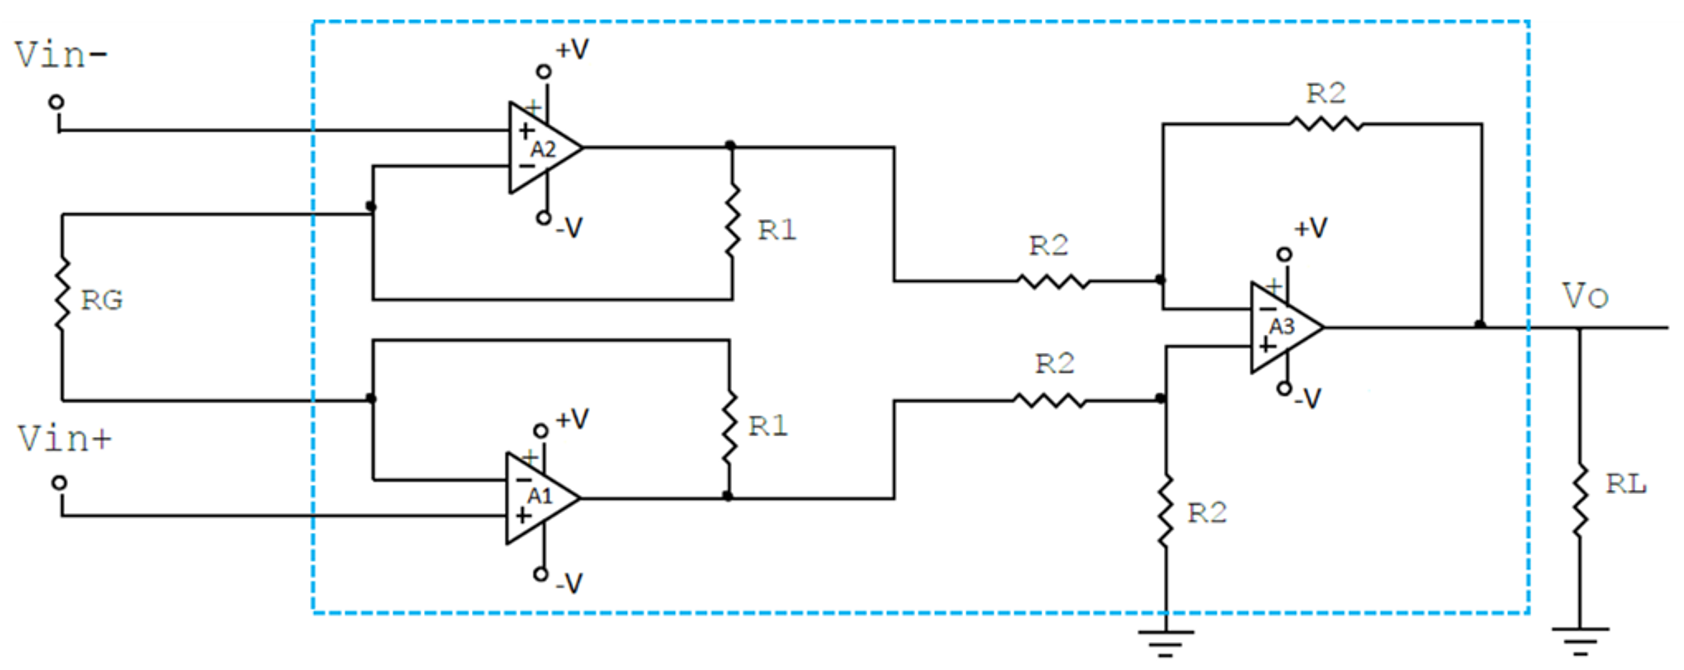 Vin-
+V
+
+
A2
-
-V
R1
RG
R2
R2
+V
+
-
A3
+
-V
Vo
R2
Vin+
+V
+
-
A1
+
-V
R1
R2
RL